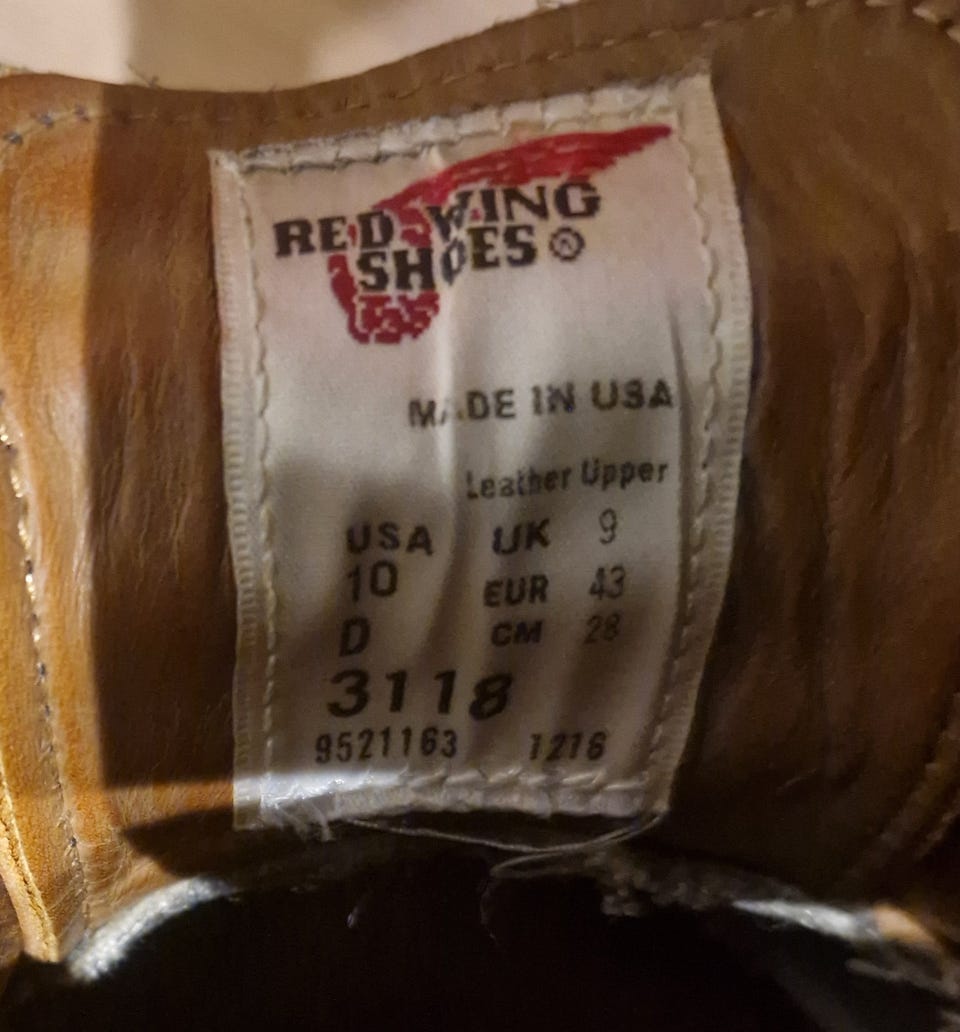 RED WING
SHOES®
MADE IN USA
Leather Upper
USA UK 9
10 EUR 43
D CM 28
3118
9521163 1216